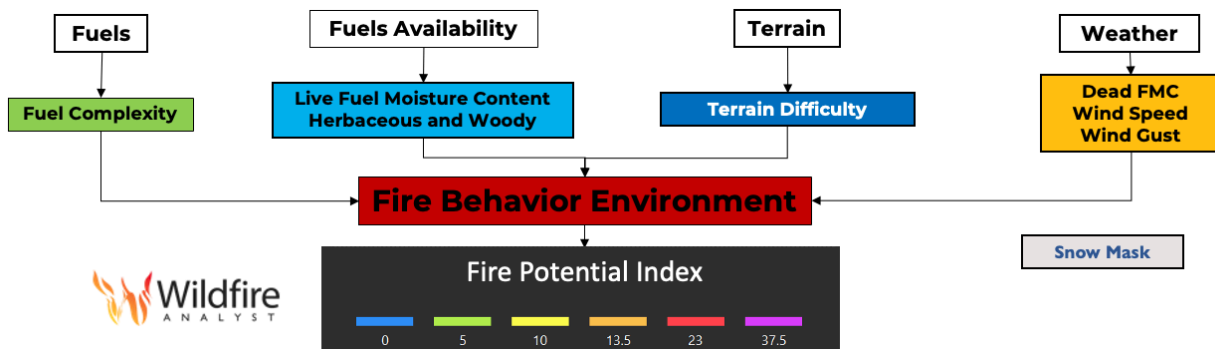 Fuels
Fuels Availability
Terrain
Weather
Fuel Complexity
Live Fuel Moisture Content
Herbaceous and Woody
Terrain Difficulty
Dead FMC
Wind Speed
Wind Gust
Fire Behavior Environment
Snow Mask
Fire Potential Index
Wildfire
ANALYST
0 5 10 13.5 23 37.5